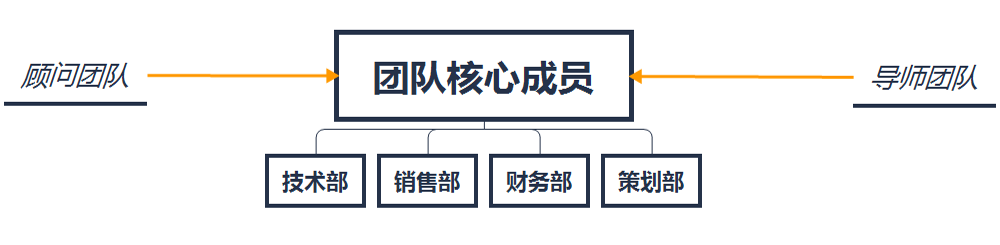 顾问团队
团队核心成员
导师团队
技术部
销售部
财务部
策划部